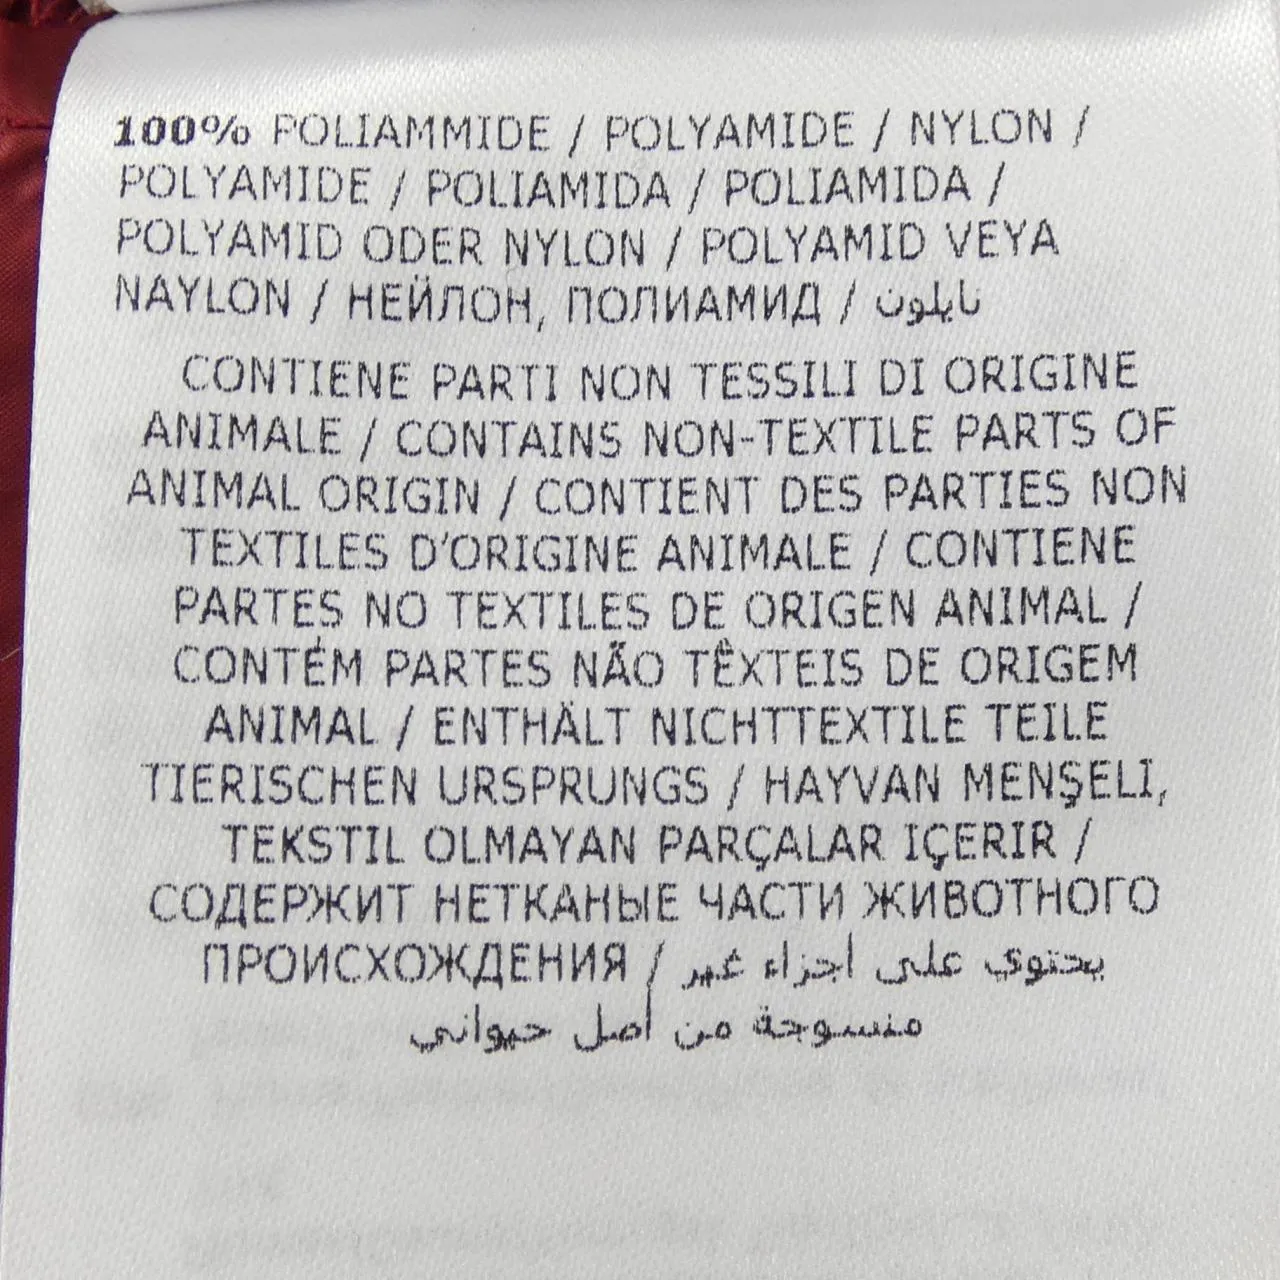 100% POLIAMMIDE / POLYAMIDE / NYLON /
POLYAMIDE / POLIAMIDA / POLIAMIDA /
POLYAMID ODER NYLON / POLYAMID VEYA
NAYLON / НЕЙЛОН, ПОЛИАМИД / نايلون
CONTIENE PARTI NON TESSILI DI ORIGINE
ANIMALE / CONTAINS NON-TEXTILE PARTS OF
ANIMAL ORIGIN / CONTIENT DES PARTIES NON
TEXTILES D'ORIGINE ANIMALE / CONTIENE
PARTES NO TEXTILES DE ORIGEN ANIMAL /
CONTÉM PARTES NÃO TÊXTEIS DE ORIGEM
ANIMAL / ENTHÄLT NICHTTEXTILE TEILE
TIERISCHEN URSPRUNGS / HAYVAN MENŞELI,
TEKSTIL OLMAYAN PARÇALAR IÇERIR /
СОДЕРЖИТ НЕТКАНЫЕ ЧАСТИ ЖИВОТНОГО
ПРОИСХОЖДЕНИЯ / يحتوي على أجزاء غير
منسوجة من أصل حيواني